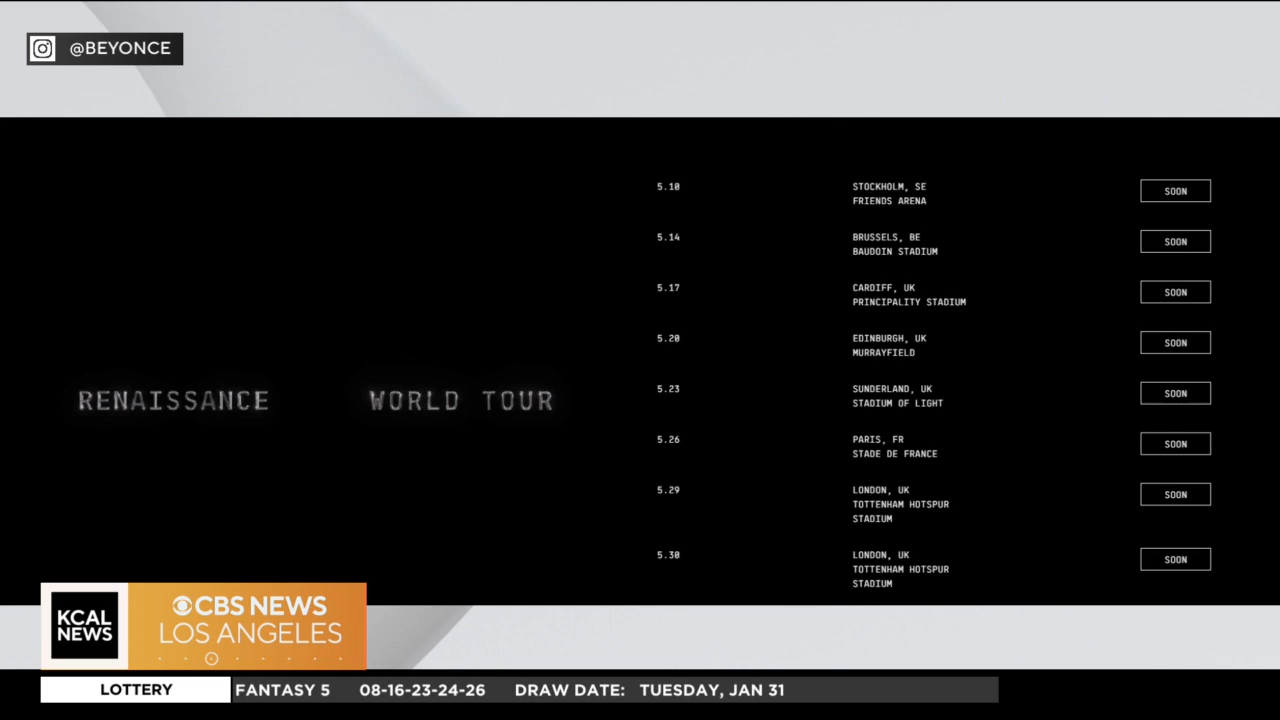 @BEYONCE
RENAISSANCE WORLD TOUR
5.10 STOCKHOLM, SE SOON
FRIENDS ARENA
5.14 BRUSSELS, BE SOON
BAUDOIN STADIUM
5.17 CARDIFF, UK SOON
PRINCIPALITY STADIUM
5.20 EDINBURGH, UK SOON
MURRAYFIELD
5.23 SUNDERLAND, UK SOON
STADIUM OF LIGHT
5.26 PARIS, FR SOON
STADE DE FRANCE
5.29 LONDON, UK SOON
TOTTENHAM HOTSPUR
STADIUM
5.30 LONDON, UK SOON
TOTTENHAM HOTSPUR
STADIUM
KCAL
NEWS
CBS NEWS
LOS ANGELES
LOTTERY FANTASY 5 08-16-23-24-26 DRAW DATE: TUESDAY, JAN 31